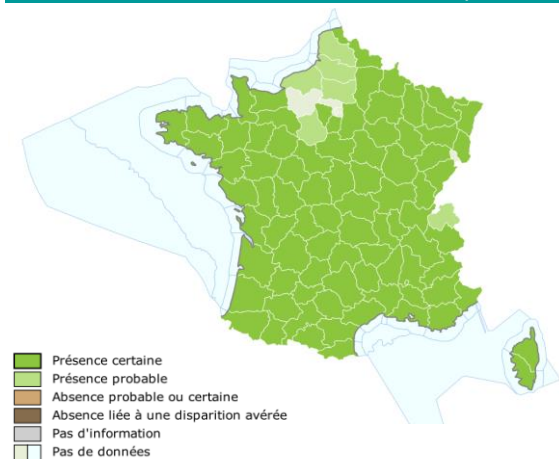 Présence certaine
Présence probable
Absence probable ou certaine
Absence liée à une disparition avérée
Pas d'information
Pas de données